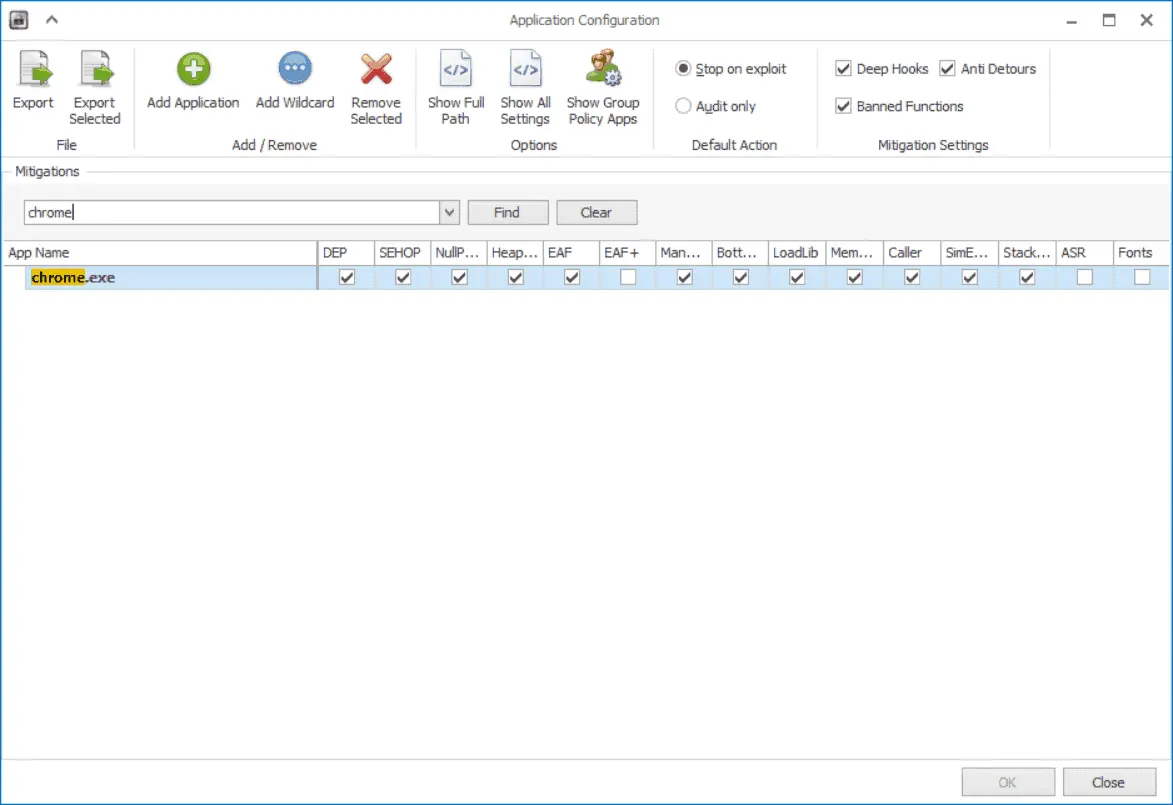 Application Configuration
Export
Export Selected
Add Application
Add Wildcard
Remove Selected
Show Full Path
Show All Settings
Show Group Policy Apps
Stop on exploit
Audit only
Deep Hooks
Anti Detours
Banned Functions
File
Add / Remove
Options
Default Action
Mitigation Settings
Mitigations
chrome
Find
Clear
App Name DEP SEHOP NullP... Heap... EAF EAF+ Man... Bott... LoadLib Mem... Caller SimE... Stack... ASR Fonts
chrome.exe
OK
Close